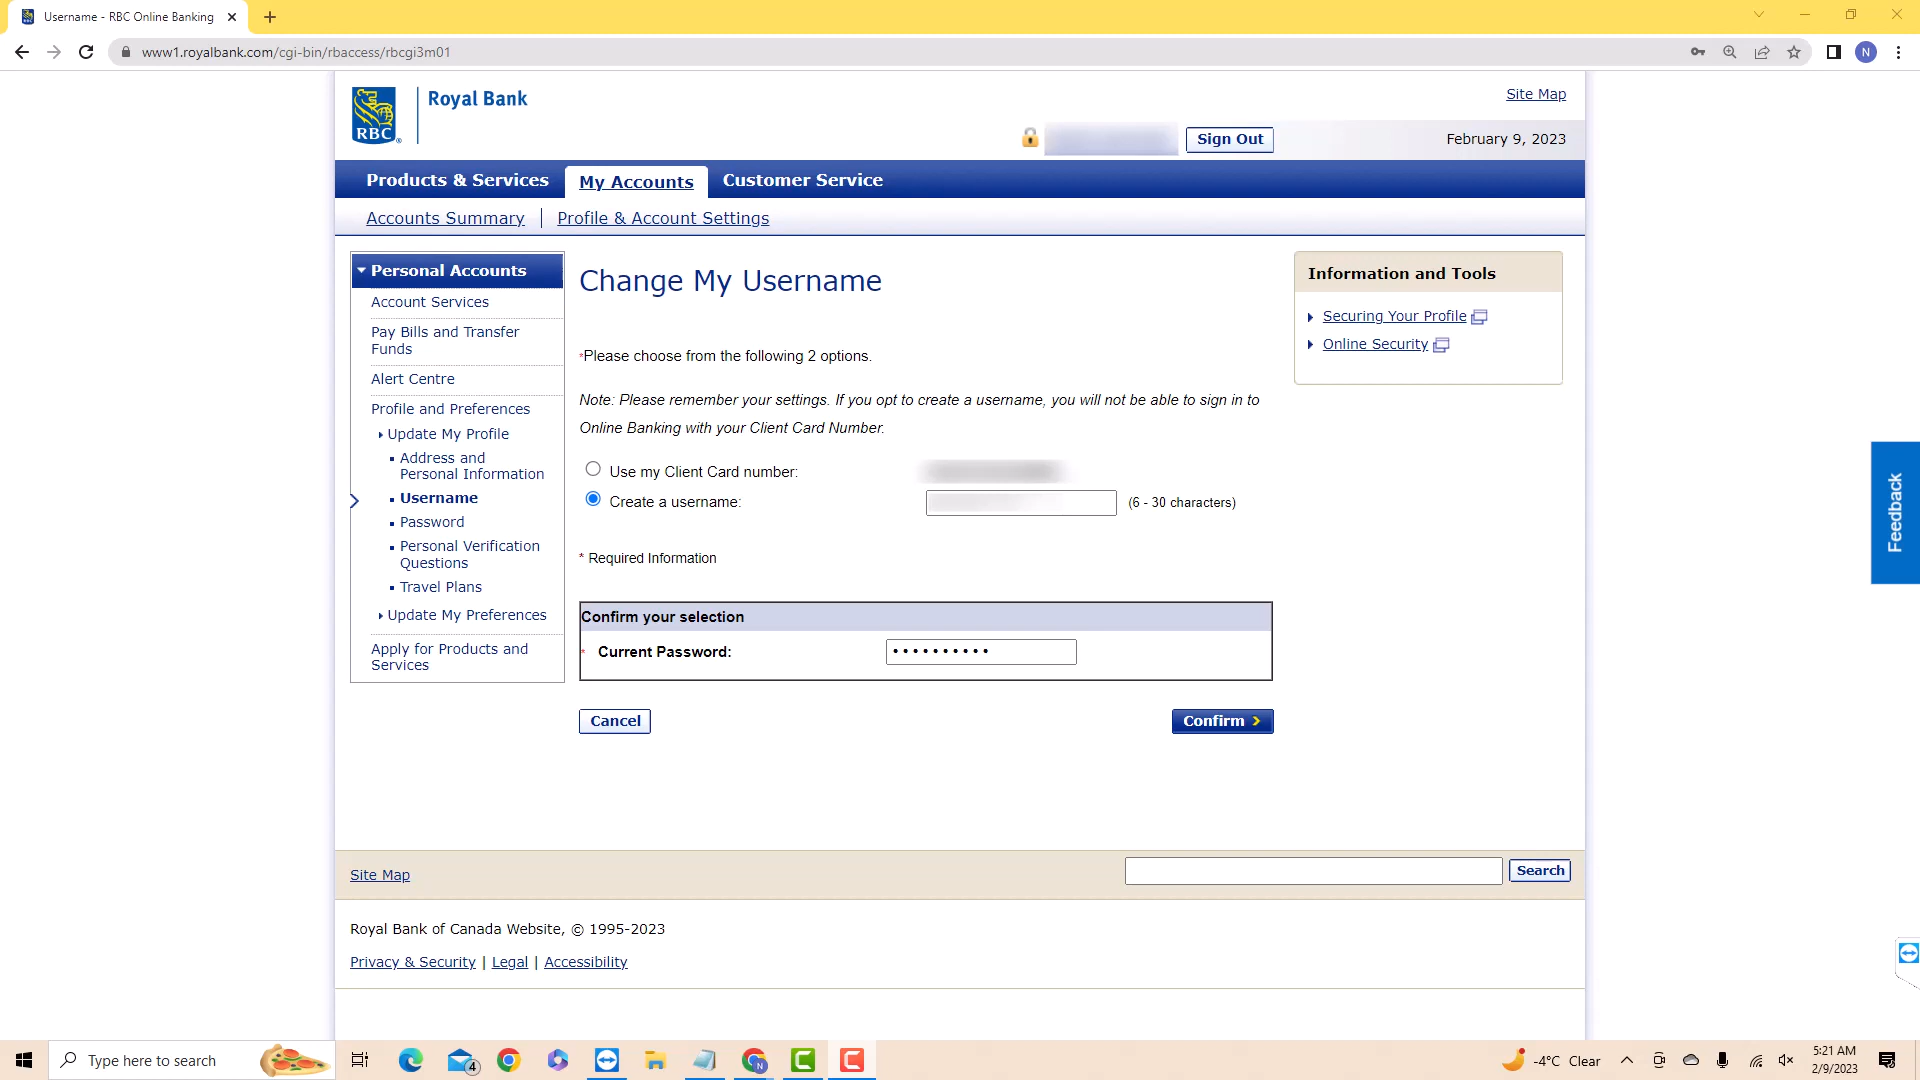 Username - RBC Online Banking
www1.royalbank.com/cgi-bin/rbaccess/rbcgi3m01
N
RBC
Royal Bank
Site Map
Sign Out
February 9, 2023
Products & Services
My Accounts
Customer Service
Accounts Summary
Profile & Account Settings
Personal Accounts
Account Services
Pay Bills and Transfer
Funds
Alert Centre
Profile and Preferences
Update My Profile
Address and
Personal Information
Username
Password
Personal Verification
Questions
Travel Plans
Update My Preferences
Apply for Products and
Services
Change My Username
*Please choose from the following 2 options.
Note: Please remember your settings. If you opt to create a username, you will not be able to sign in to
Online Banking with your Client Card Number.
Use my Client Card number:
Create a username:
(6 - 30 characters)
* Required Information
Confirm your selection
* Current Password: ••••••••••
Cancel
Confirm
Information and Tools
Securing Your Profile
Online Security
Feedback
Site Map
Search
Royal Bank of Canada Website, © 1995-2023
Privacy & Security | Legal | Accessibility
Type here to search
4
N
-4°C Clear
5:21 AM
2/9/2023